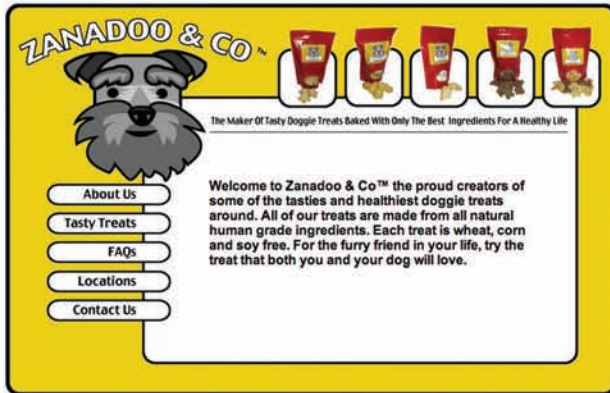 ZANADOO & CO™
The Maker Of Tasty Doggie Treats Baked With Only The Best Ingredients For A Healthy Life
Welcome to Zanadoo & Co™ the proud creators of
some of the tasties and healthiest doggie treats
around. All of our treats are made from all natural
human grade ingredients. Each treat is wheat, corn
and soy free. For the furry friend in your life, try the
treat that both you and your dog will love.
About Us
Tasty Treats
FAQs
Locations
Contact Us